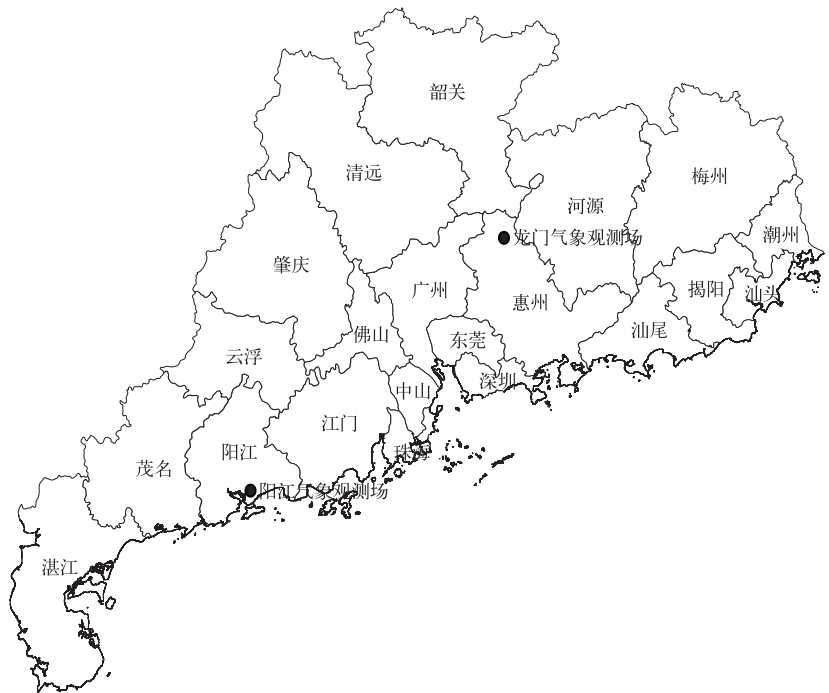 韶关
清远
梅州
河源
潮州
龙门气象观测场
肇庆
广州
揭阳
汕头
惠州
佛山
东莞
汕尾
云浮
深圳
中山
江门
阳江
珠海
茂名
阳江气象观测场
湛江